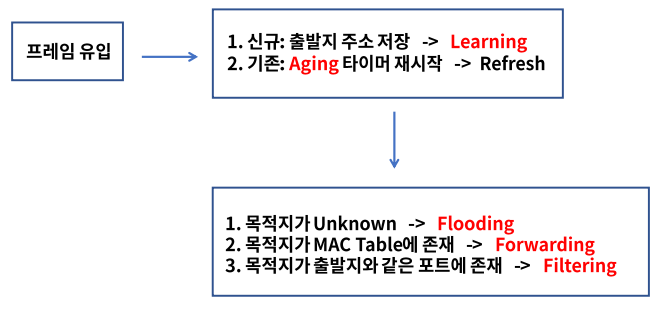 프레임 유입
1. 신규: 출발지 주소 저장 -> Learning
2. 기존: Aging 타이머 재시작 -> Refresh
1. 목적지가 Unknown -> Flooding
2. 목적지가 MAC Table에 존재 -> Forwarding
3. 목적지가 출발지와 같은 포트에 존재 -> Filtering